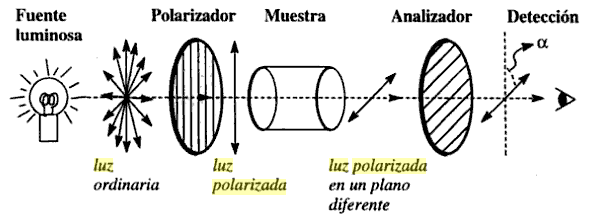 Fuente
luminosa
Polarizador
Muestra
Analizador
Detección
α
luz
ordinaria
luz
polarizada
luz polarizada
en un plano
diferente